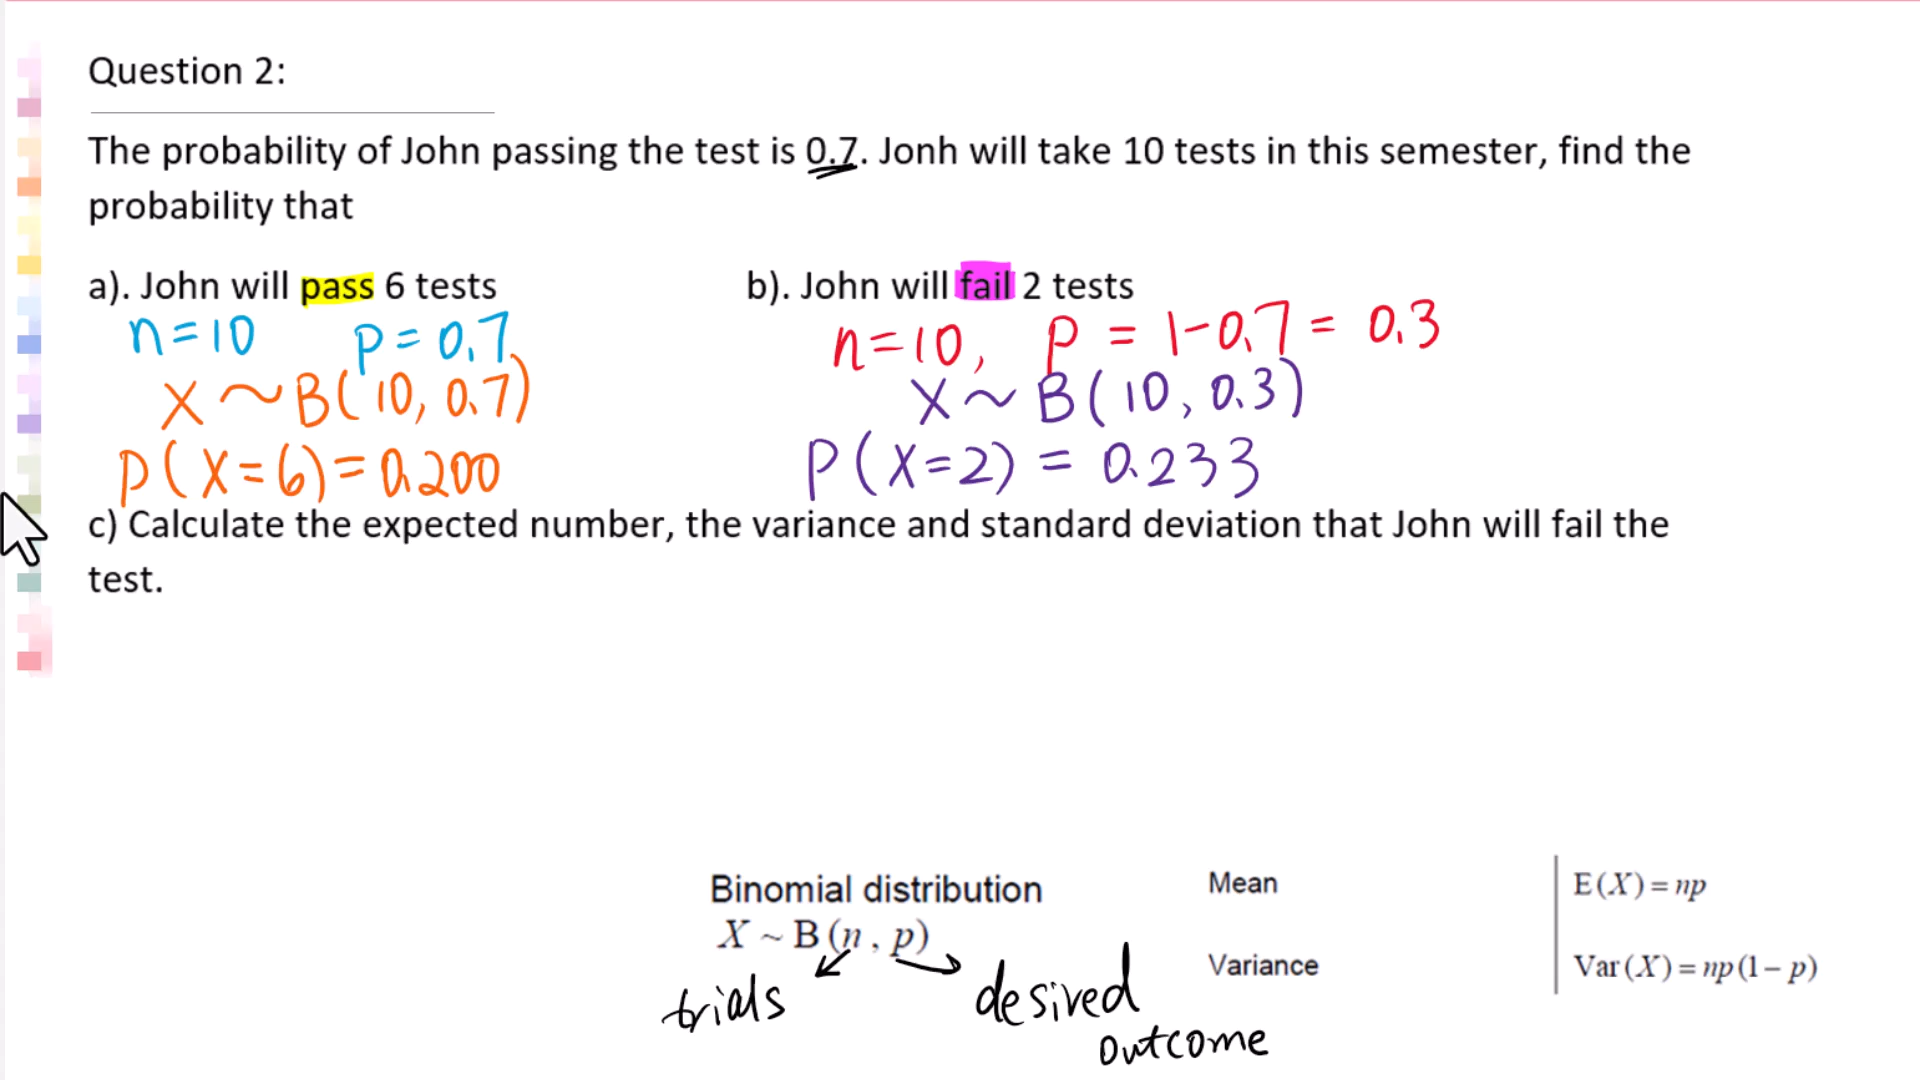 Question 2:
The probability of John passing the test is 0.7. Jonh will take 10 tests in this semester, find the
probability that
a). John will pass 6 tests
n=10 p=0.7
X~B(10, 0.7)
P(X=6)=0.200
b). John will fail 2 tests
n=10, p = 1-0.7 = 0.3
X~B(10, 0.3)
P(X=2) = 0.233
c) Calculate the expected number, the variance and standard deviation that John will fail the
test.
Binomial distribution
X ~ B (n , p)
trials
desired
outcome
Mean
E(X) = np
Variance
Var(X) = np(1 – p)